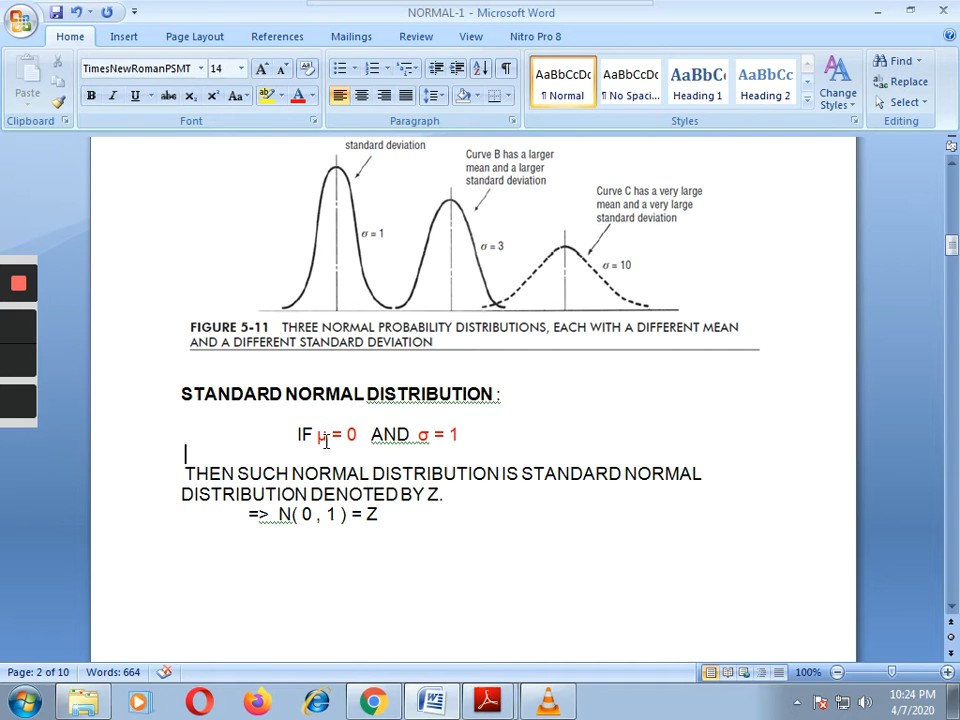 NORMAL-1 - Microsoft Word
Home Insert Page Layout References Mailings Review View Nitro Pro 8
Paste
TimesNewRomanPSMT 14
B I U abc x₂ x² Aa A
AaBbCcDc AaBbCcDc AaBbC AaBbCc
¶ Normal ¶ No Spaci... Heading 1 Heading 2
Change Styles
Find
Replace
Select
Clipboard Font Paragraph Styles Editing
standard deviation
Curve B has a larger
mean and a larger
standard deviation
Curve C has a very large
mean and a very large
standard deviation
σ = 1
σ = 3
σ = 10
FIGURE 5-11 THREE NORMAL PROBABILITY DISTRIBUTIONS, EACH WITH A DIFFERENT MEAN
AND A DIFFERENT STANDARD DEVIATION
STANDARD NORMAL DISTRIBUTION :
IF μ = 0 AND σ = 1
THEN SUCH NORMAL DISTRIBUTION IS STANDARD NORMAL
DISTRIBUTION DENOTED BY Z.
=> N( 0 , 1 ) = Z
Page: 2 of 10 Words: 664 100%
10:24 PM
4/7/2020